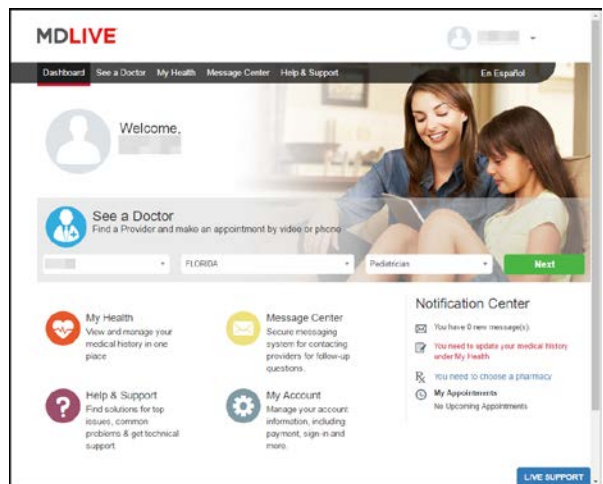 MDLIVE
Dashboard See a Doctor My Health Message Center Help & Support En Español
Welcome,
See a Doctor
Find a Provider and make an appointment by video or phone
FLORIDA Pediatrician Next
My Health
View and manage your
medical history in one
place
Message Center
Secure messaging
system for contacting
providers for follow-up
questions.
Help & Support
Find solutions for top
issues, common
problems & get technical
support
My Account
Manage your account
information, including
payment, sign-in and
more.
Notification Center
You have 0 new message(s).
You need to update your medical history
under My Health
You need to choose a pharmacy
My Appointments
No Upcoming Appointments
LIVE SUPPORT